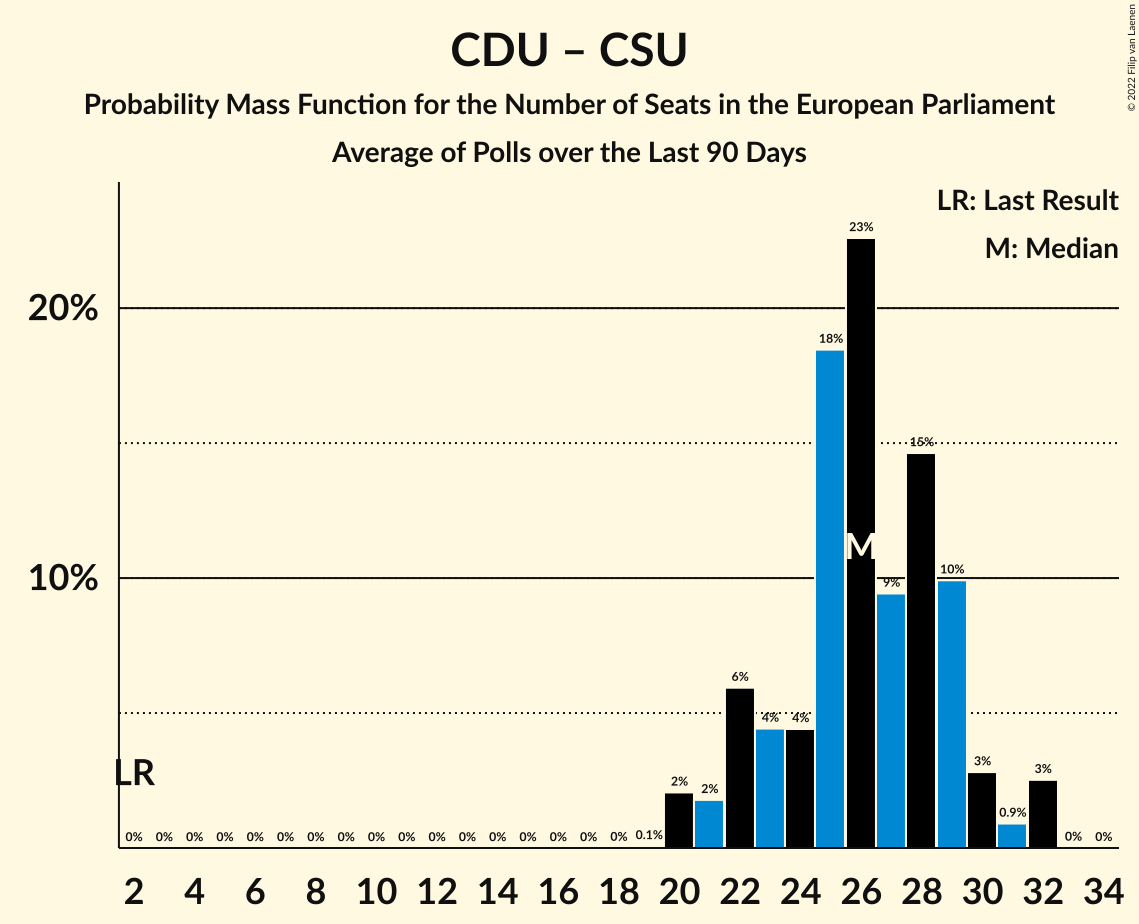 © 2022 Filip van Laenen
CDU – CSU
Probability Mass Function for the Number of Seats in the European Parliament
Average of Polls over the Last 90 Days
LR: Last Result
M: Median
23%
20%
18%
15%
M
10%
9%
10%
6%
4%
4%
LR
3%
3%
2%
2%
0.9%
0% 0% 0% 0% 0% 0% 0% 0% 0% 0% 0% 0% 0% 0% 0% 0% 0% 0.1% 0% 0%
2 4 6 8 10 12 14 16 18 20 22 24 26 28 30 32 34